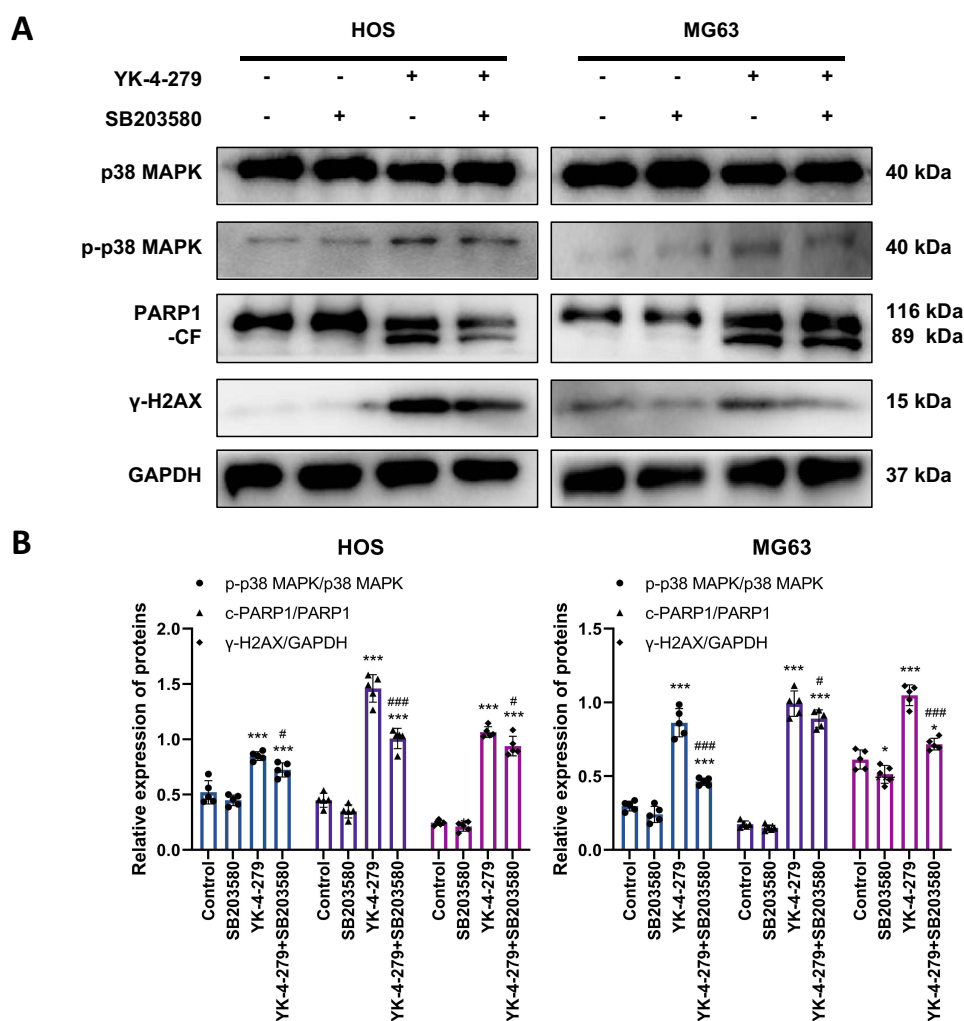 A
HOS MG63
YK-4-279 - - + + - - + +
SB203580 - + - + - + - +
p38 MAPK 40 kDa
p-p38 MAPK 40 kDa
PARP1 116 kDa
-CF 89 kDa
γ-H2AX 15 kDa
GAPDH 37 kDa
B
HOS
p-p38 MAPK/p38 MAPK
c-PARP1/PARP1
γ-H2AX/GAPDH
Relative expression of proteins
2.0
1.5
1.0
0.5
0.0
***
#
***
***
###
***
***
#
***
Control
SB203580
YK-4-279
YK-4-279+SB203580
Control
SB203580
YK-4-279
YK-4-279+SB203580
Control
SB203580
YK-4-279
YK-4-279+SB203580
MG63
p-p38 MAPK/p38 MAPK
c-PARP1/PARP1
γ-H2AX/GAPDH
Relative expression of proteins
1.5
1.0
0.5
0.0
***
###
***
***
#
***
*
***
###
*
Control
SB203580
YK-4-279
YK-4-279+SB203580
Control
SB203580
YK-4-279
YK-4-279+SB203580
Control
SB203580
YK-4-279
YK-4-279+SB203580